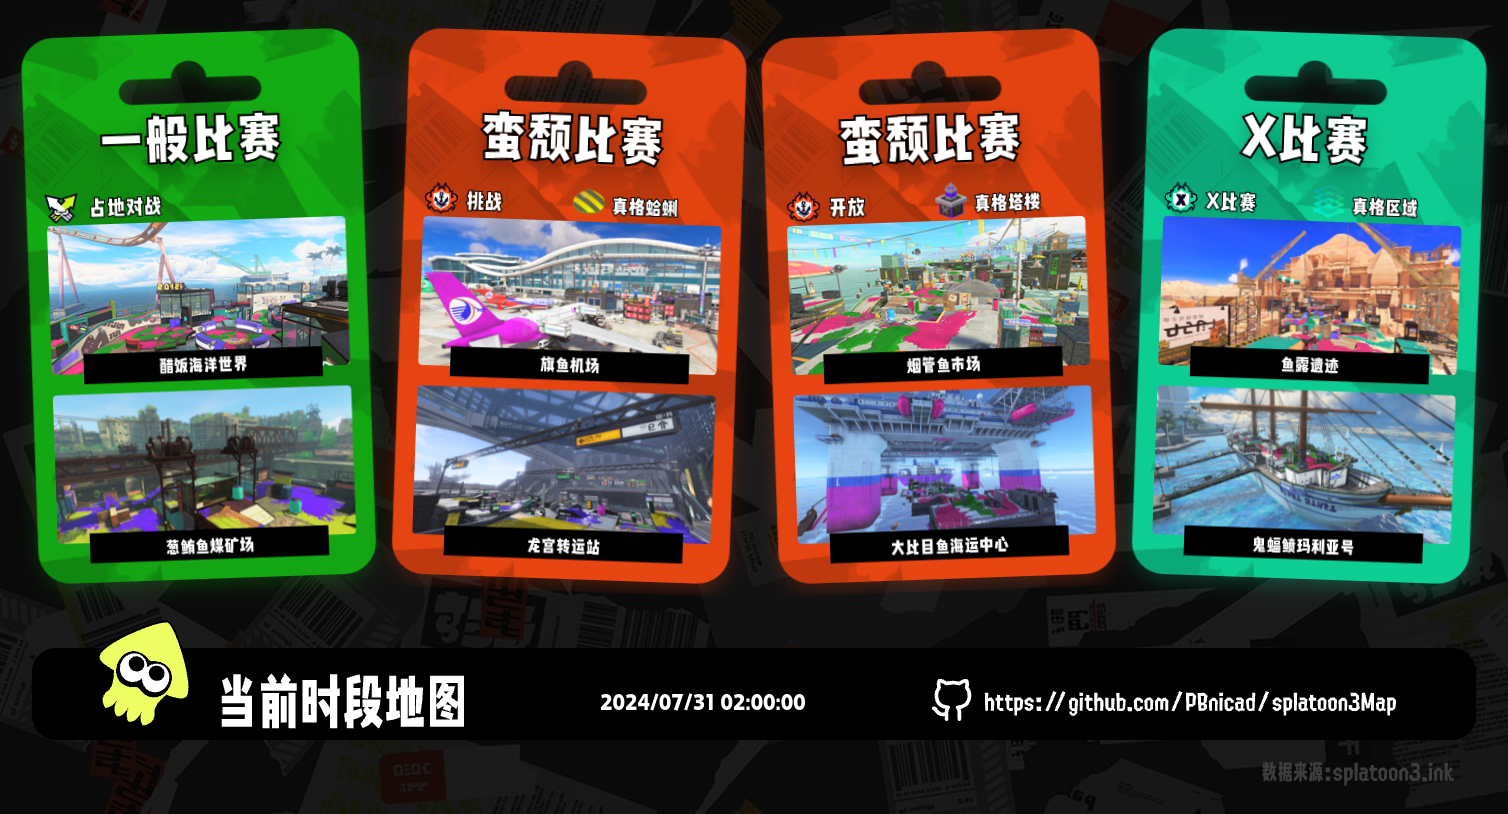 一般比赛
占地对战
醋饭海洋世界
葱鲔鱼煤矿场
蛮颓比赛
挑战
真格蛤蜊
旗鱼机场
龙宫转运站
蛮颓比赛
开放
真格塔楼
烟管鱼市场
大比目鱼海运中心
X比赛
X比赛
真格区域
鱼露遗迹
鬼蝠鲼玛利亚号
当前时段地图
2024/07/31 02:00:00
https://github.com/PBnicad/splatoon3Map
数据来源:splatoon3.ink